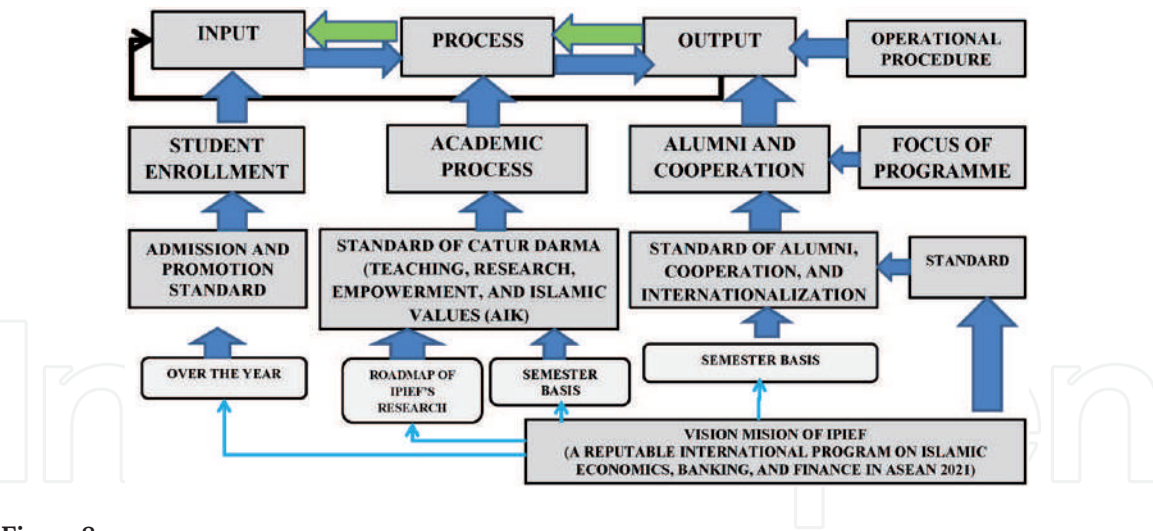 INPUT
PROCESS
OUTPUT
OPERATIONAL
PROCEDURE
STUDENT
ENROLLMENT
ACADEMIC
PROCESS
ALUMNI AND
COOPERATION
FOCUS OF
PROGRAMME
ADMISSION AND
PROMOTION
STANDARD
STANDARD OF CATUR DARMA
(TEACHING, RESEARCH,
EMPOWERMENT, AND ISLAMIC
VALUES (AIK)
STANDARD OF ALUMNI,
COOPERATION, AND
INTERNATIONALIZATION
STANDARD
OVER THE YEAR
ROADMAP OF
IPIEF'S
RESEARCH
SEMESTER
BASIS
SEMESTER BASIS
VISION MISION OF IPIEF
(A REPUTABLE INTERNATIONAL PROGRAM ON ISLAMIC
ECONOMICS, BANKING, AND FINANCE IN ASEAN 2021)